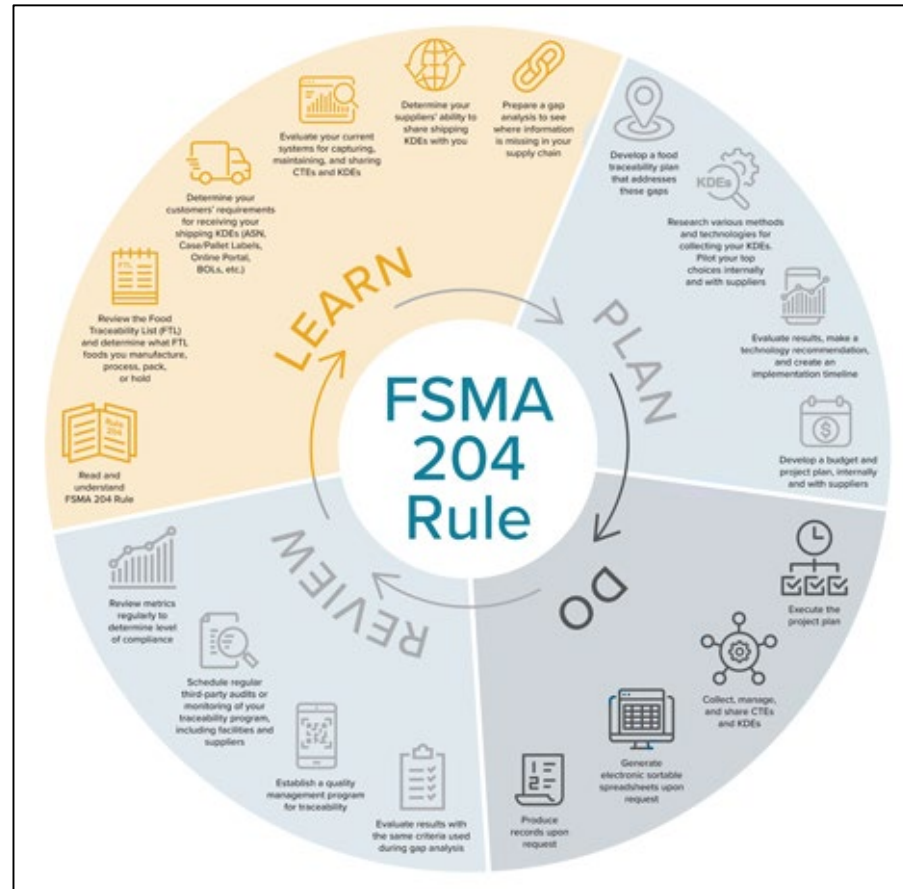 FSMA
204
Rule
LEARN
Rule
204
Read and
understand
FSMA 204 Rule
FTL
Review the Food
Traceability List (FTL)
and determine what FTL
foods you manufacture,
process, pack,
or hold
Determine your
customers' requirements
for receiving your
shipping KDEs (ASN,
Case/Pallet Labels,
Online Portal,
BOLs, etc.)
Evaluate your current
systems for capturing,
maintaining, and sharing
CTEs and KDEs
Determine your
suppliers' ability to
share shipping
KDEs with you
Prepare a gap
analysis to see
where information
is missing in your
supply chain
PLAN
Develop a food
traceability plan
that addresses
these gaps
KDEs
Research various methods
and technologies for
collecting your KDEs.
Pilot your top
choices internally
and with suppliers
Evaluate results, make a
technology recommendation,
and create an
implementation timeline
$
Develop a budget and
project plan, internally
and with suppliers
DO
Execute the
project plan
Collect, manage,
and share CTEs
and KDEs
Generate
electronic sortable
spreadsheets upon
request
1
2
Produce
records upon
request
REVIEW
Evaluate results with
the same criteria used
during gap analysis
Establish a quality
management program
for traceability
Schedule regular
third-party audits or
monitoring of your
traceability program,
including facilities and
suppliers
Review metrics
regularly to
determine level
of compliance